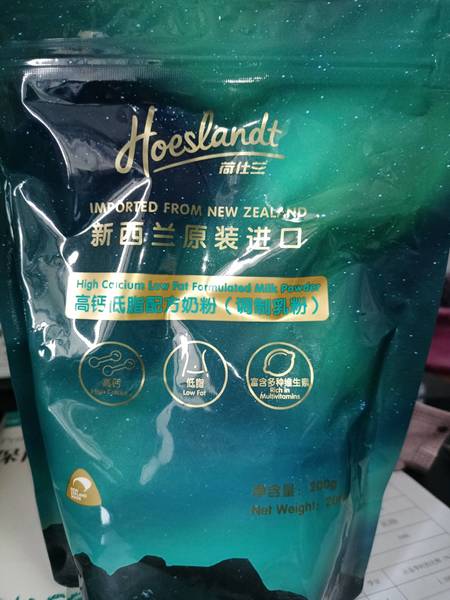 Hoeslandt
荷仕兰
IMPORTED FROM NEW ZEALAND
新西兰原装进口
High Calcium Low Fat Formulated Milk Powder
高钙低脂配方奶粉（调制乳粉）
高钙
High Calcium
低脂
Low Fat
富含多种维生素
Rich in
Multivitamins
净含量：200g
Net Weight: